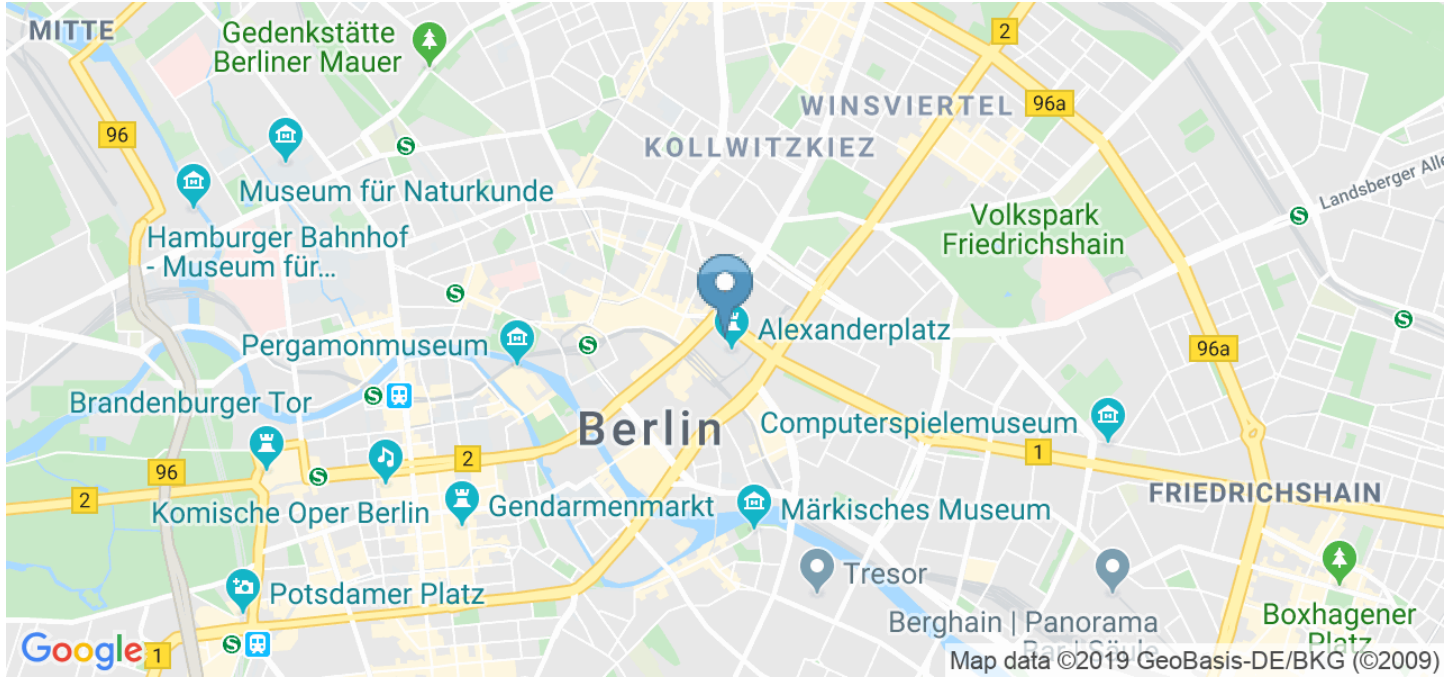 MITTE
Gedenkstätte
Berliner Mauer
2
96
WINSVIERTEL
96a
KOLLWITZKIEZ
S
Museum für Naturkunde
Landsberger Alle
Hamburger Bahnhof
- Museum für...
Volkspark
Friedrichshain
S
S
S
Pergamonmuseum
S
Alexanderplatz
96a
S
Brandenburger Tor
Berlin
Computerspielemuseum
1
96
2
S
2
Komische Oper Berlin
Gendarmenmarkt
Märkisches Museum
FRIEDRICHSHAIN
Potsdamer Platz
Tresor
Berghain | Panorama
Bar | Säule
Boxhagener
Platz
S
Google
1
Map data ©2019 GeoBasis-DE/BKG (©2009)